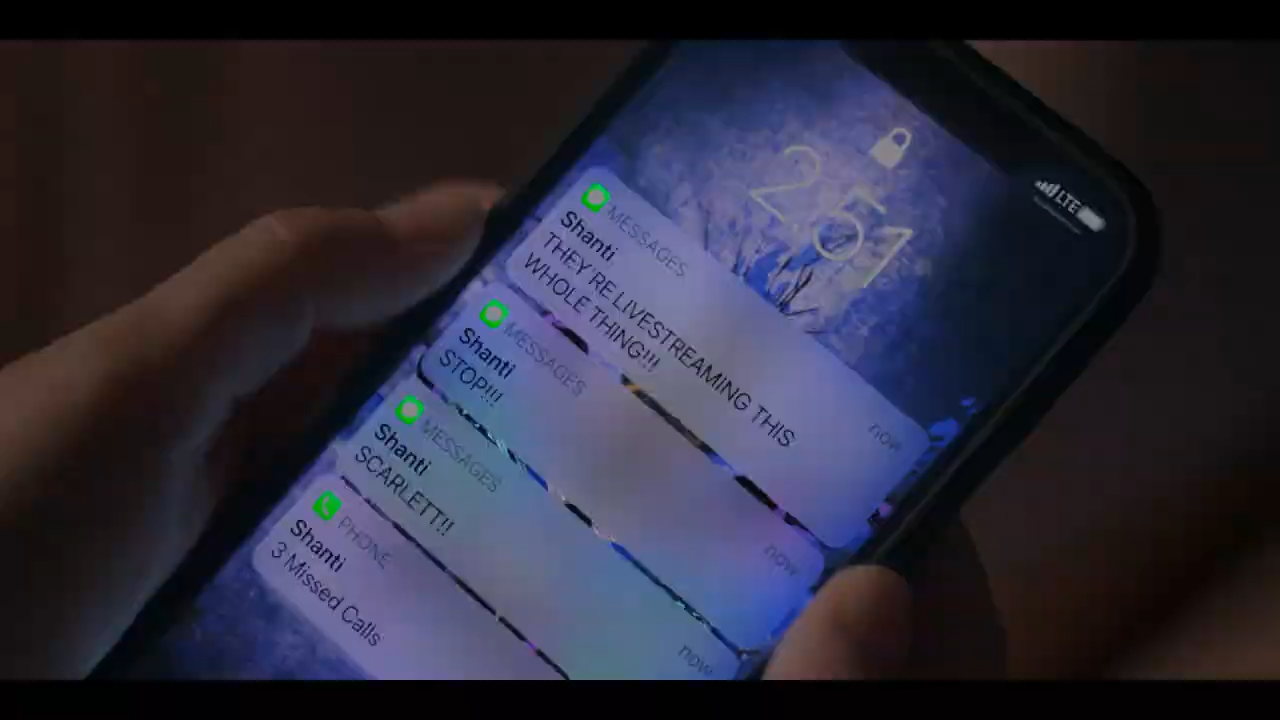 LTE
2:51
MESSAGES
Shanti
THEY'RE LIVESTREAMING THIS
WHOLE THING!!!
now
MESSAGES
Shanti
STOP!!!
now
MESSAGES
Shanti
SCARLETT!!
now
PHONE
Shanti
3 Missed Calls